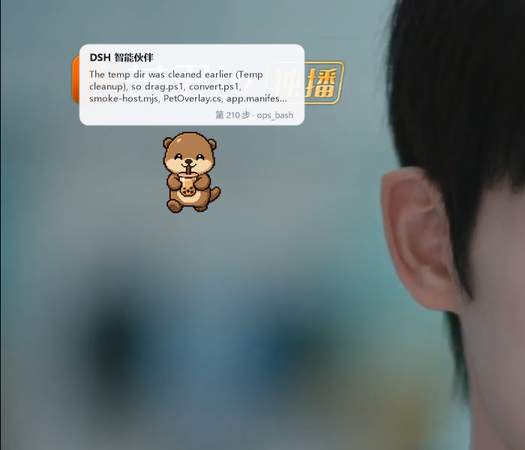 DSH 智能伙伴
The temp dir was cleaned earlier (Temp
cleanup), so drag.ps1, convert.ps1,
smoke-host.mjs, PetOverlay.cs, app.manifes...
第 210 步 · ops_bash
播